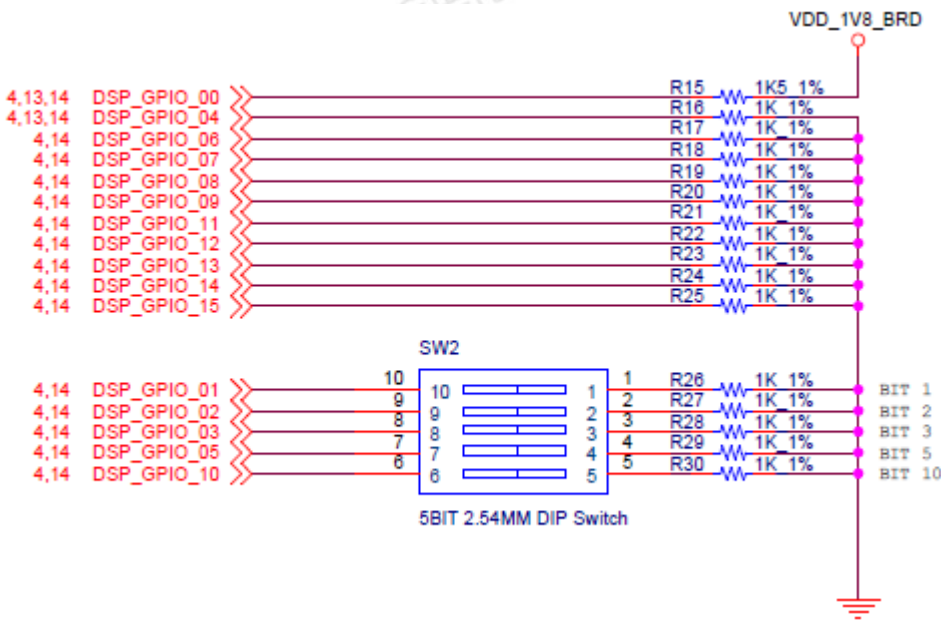 VDD_1V8_BRD
4,13,14 DSP_GPIO_00 R15 1K5_1%
4,13,14 DSP_GPIO_04 R16 1K_1%
4,14 DSP_GPIO_06 R17 1K_1%
4,14 DSP_GPIO_07 R18 1K_1%
4,14 DSP_GPIO_08 R19 1K_1%
4,14 DSP_GPIO_09 R20 1K_1%
4,14 DSP_GPIO_11 R21 1K_1%
4,14 DSP_GPIO_12 R22 1K_1%
4,14 DSP_GPIO_13 R23 1K_1%
4,14 DSP_GPIO_14 R24 1K_1%
4,14 DSP_GPIO_15 R25 1K_1%
SW2
4,14 DSP_GPIO_01 10 10 1 1 R26 1K_1% BIT 1
4,14 DSP_GPIO_02 9 9 2 2 R27 1K_1% BIT 2
4,14 DSP_GPIO_03 8 8 3 3 R28 1K_1% BIT 3
4,14 DSP_GPIO_05 7 7 4 4 R29 1K_1% BIT 5
4,14 DSP_GPIO_10 6 6 5 5 R30 1K_1% BIT 10
5BIT 2.54MM DIP Switch